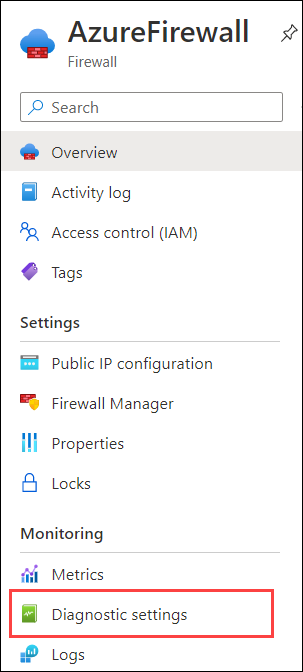 AzureFirewall
Firewall
Search
Overview
Activity log
Access control (IAM)
Tags
Settings
Public IP configuration
Firewall Manager
Properties
Locks
Monitoring
Metrics
Diagnostic settings
Logs